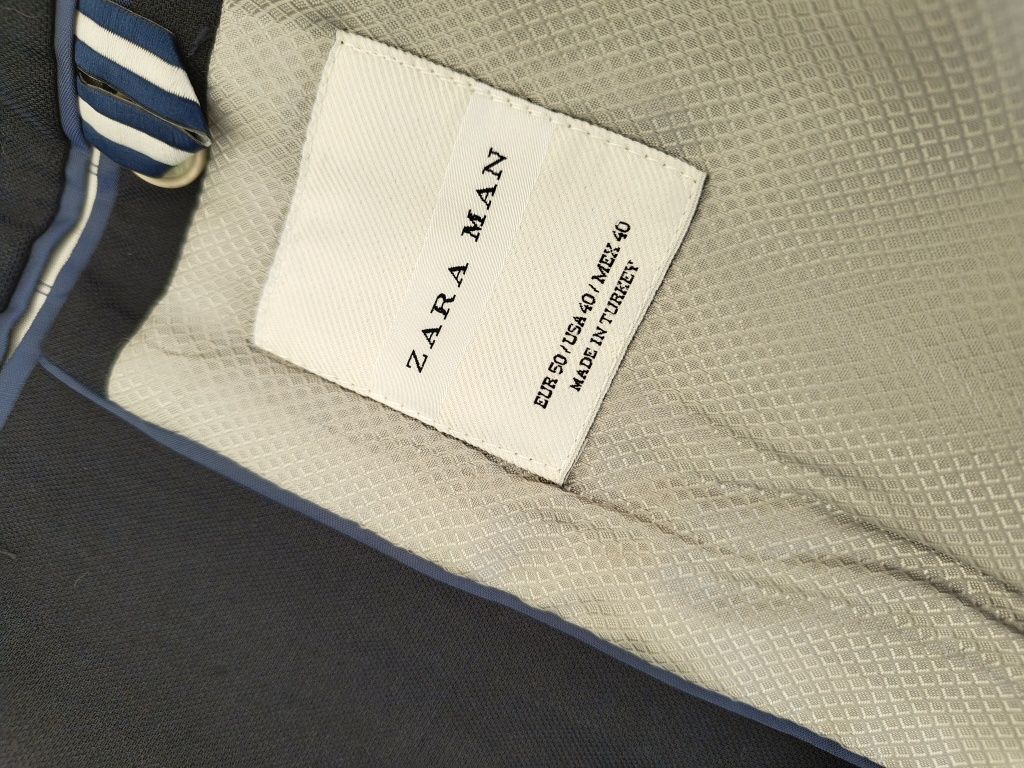 ZARA MAN
EUR 50 / USA 40 / MEX 40
MADE IN TURKEY